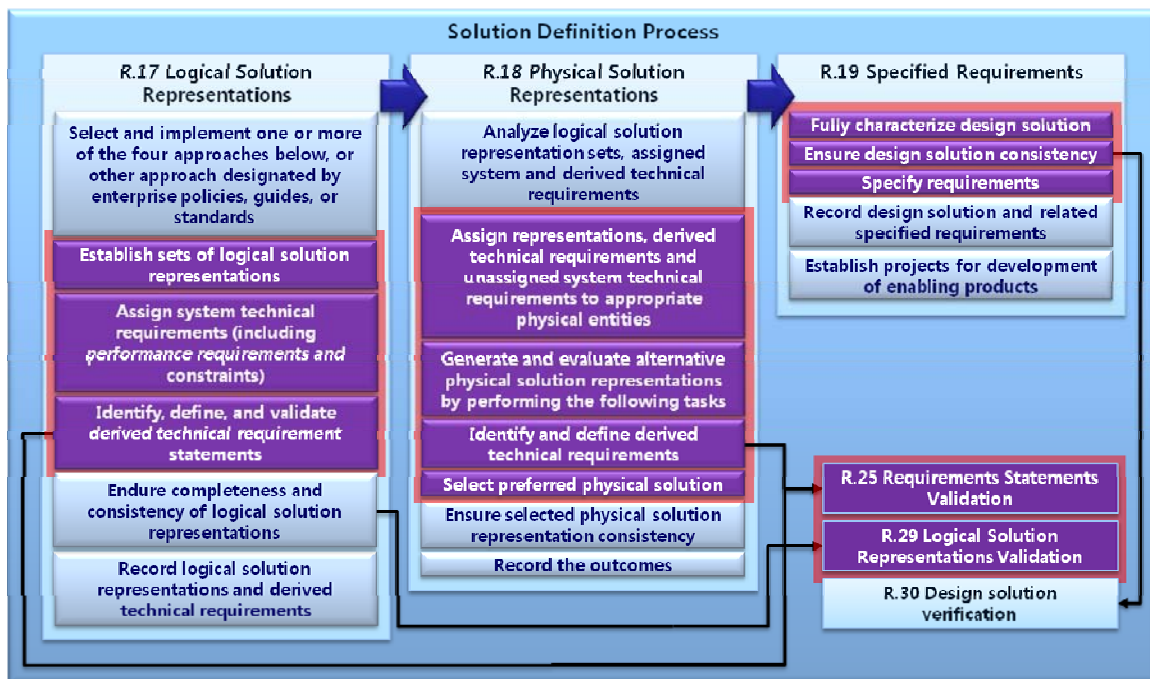 Solution Definition Process
R.17 Logical Solution
Representations
Select and implement one or more
of the four approaches below, or
other approach designated by
enterprise policies, guides, or
standards
Establish sets of logical solution
representations
Assign system technical
requirements (including
performance requirements and
constraints)
Identify, define, and validate
derived technical requirement
statements
Endure completeness and
consistency of logical solution
representations
Record logical solution
representations and derived
technical requirements
R.18 Physical Solution
Representations
Analyze logical solution
representation sets, assigned
system and derived technical
requirements
Assign representations, derived
technical requirements and
unassigned system technical
requirements to appropriate
physical entities
Generate and evaluate alternative
physical solution representations
by performing the following tasks
Identify and define derived
technical requirements
Select preferred physical solution
Ensure selected physical solution
representation consistency
Record the outcomes
R.19 Specified Requirements
Fully characterize design solution
Ensure design solution consistency
Specify requirements
Record design solution and related
specified requirements
Establish projects for development
of enabling products
R.25 Requirements Statements
Validation
R.29 Logical Solution
Representations Validation
R.30 Design solution
verification